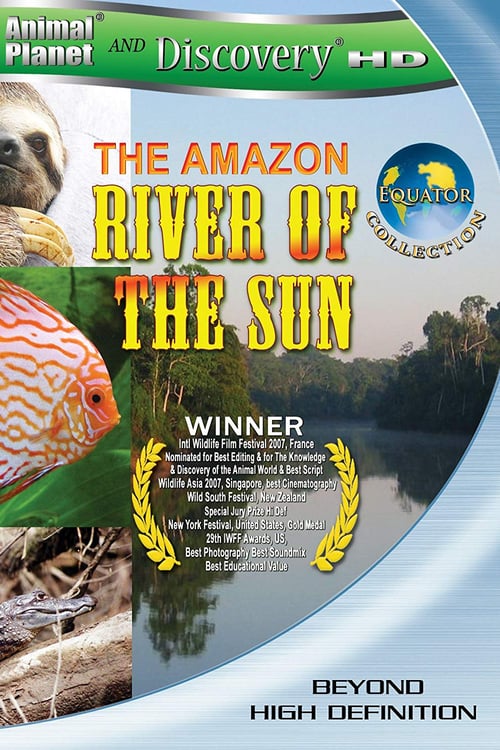 Animal® Planet AND Discovery® HD
THE AMAZON
RIVER OF
THE SUN
EQUATOR
COLLECTION
WINNER
Intl Wildlife Film Festival 2007, France
Nominated for Best Editing & for The Knowledge
& Discovery of the Animal World & Best Script
Wildlife Asia 2007, Singapore, best Cinematography
Wild South Festival, New Zealand
Special Jury Prize Hi Def
New York Festival, United States, Gold Medal
29th IWFF Awards, US,
Best Photography Best Soundmix
Best Educational Value
BEYOND
HIGH DEFINITION